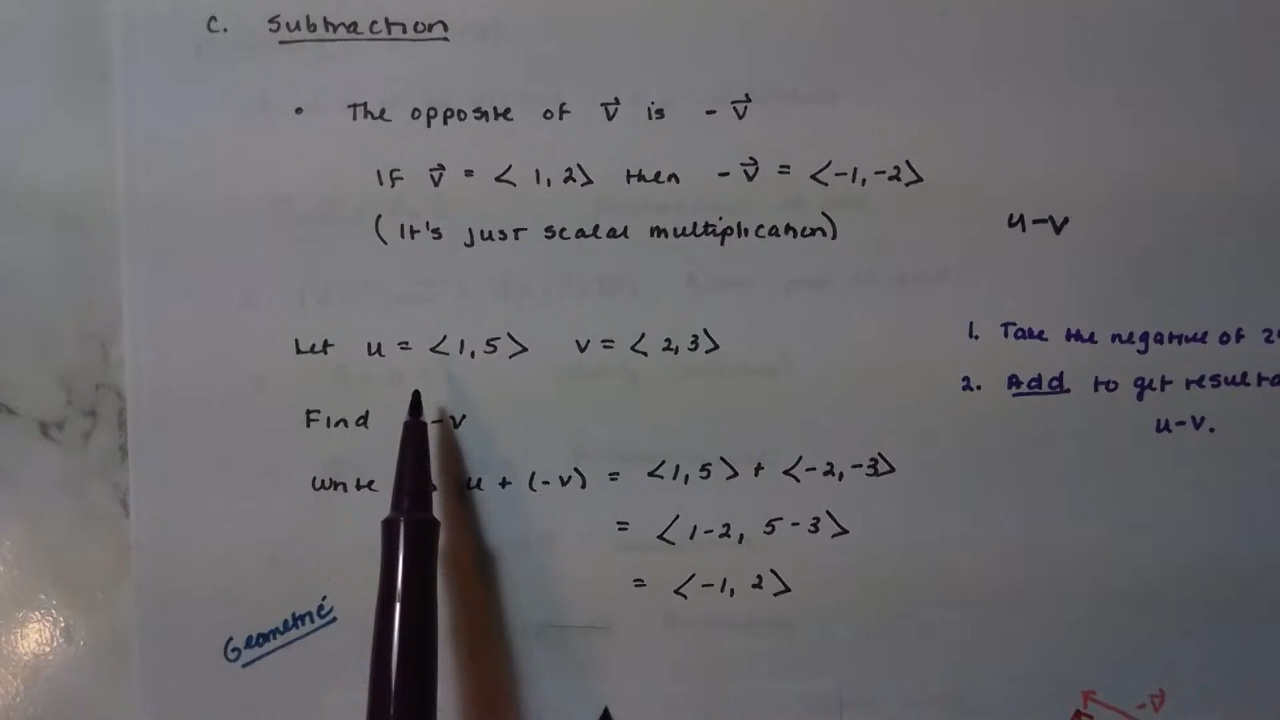 C. Subtraction
• The opposite of v⃗ is -v⃗
If v⃗ = <1, 2> then -v⃗ = <-1, -2>
(It's just scalar multiplication)
u-v
Let u = <1, 5> v = <2, 3>
Find -v
Write u + (-v) = <1, 5> + <-2, -3>
= <1-2, 5-3>
= <-1, 2>
1. Take the negative of
2. Add to get
u-v.
Geometric
-v⃗